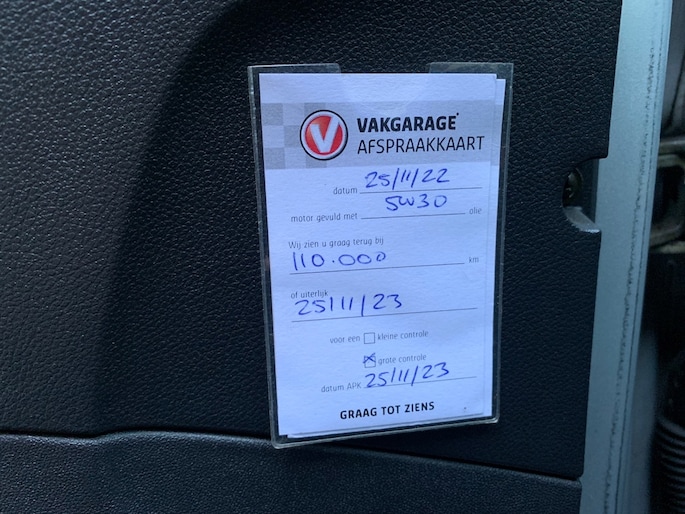 V VAKGARAGE
AFSPRAAKKAART
datum 25/11/22
motor gevuld met 5W30 olie
Wij zien u graag terug bij
110.000 km
of uiterlijk
25/11/23
voor een kleine controle
grote controle
datum APK 25/11/23
GRAAG TOT ZIENS